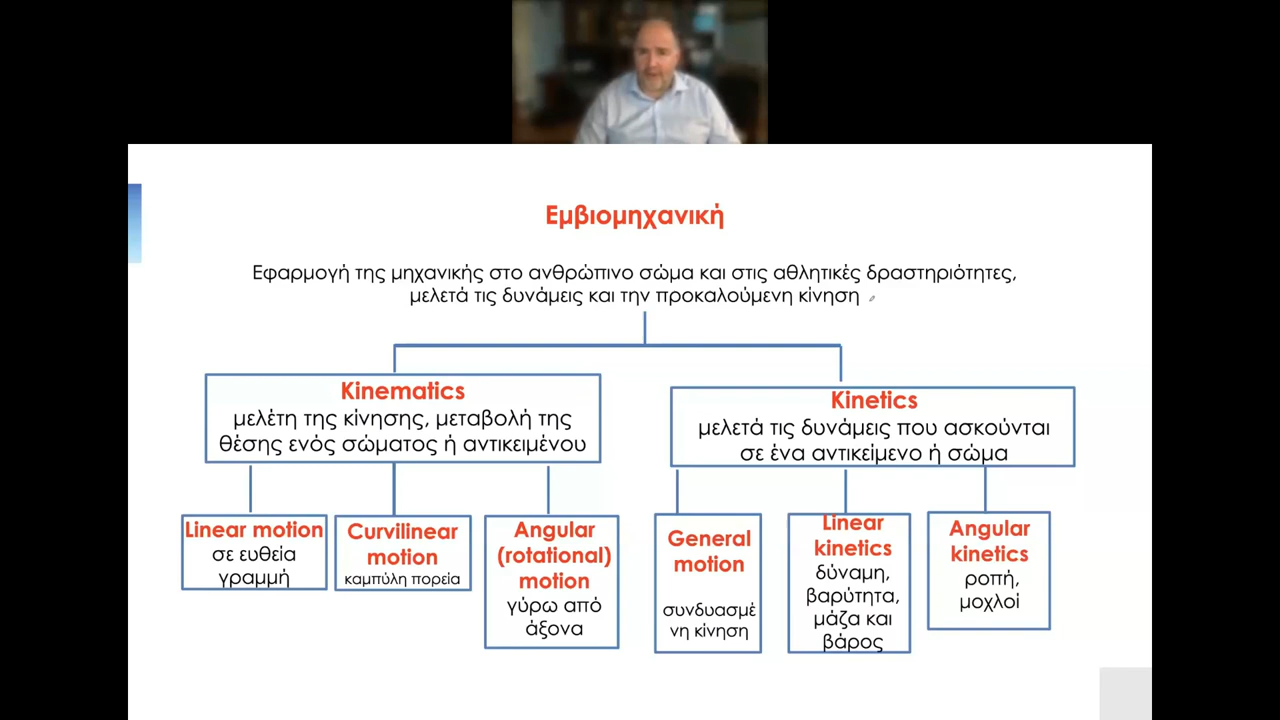 Εμβιομηχανική
Εφαρμογή της μηχανικής στο ανθρώπινο σώμα και στις αθλητικές δραστηριότητες,
μελετά τις δυνάμεις και την προκαλούμενη κίνηση
Kinematics
μελέτη της κίνησης, μεταβολή της
θέσης ενός σώματος ή αντικειμένου
Kinetics
μελετά τις δυνάμεις που ασκούνται
σε ένα αντικείμενο ή σώμα
Linear motion
σε ευθεία
γραμμή
Curvilinear
motion
καμπύλη πορεία
Angular
(rotational)
motion
γύρω από
άξονα
General
motion
συνδυασμέ
νη κίνηση
Linear
kinetics
δύναμη,
βαρύτητα,
μάζα και
βάρος
Angular
kinetics
ροπή,
μοχλοί